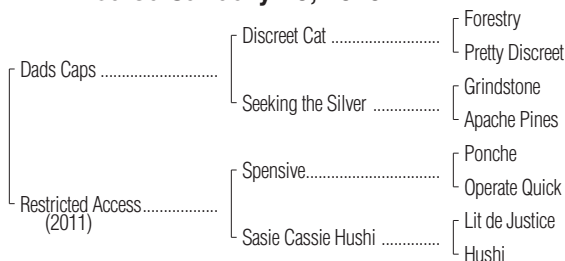 Forestry
Discreet Cat
Pretty Discreet
Dads Caps
Grindstone
Seeking the Silver
Apache Pines
Ponche
Spensive
Operate Quick
Restricted Access
(2011)
Lit de Justice
Sasie Cassie Hushi
Hushi